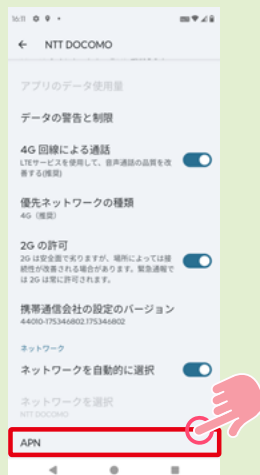 16:11
NTT DOCOMO
アプリのデータ使用量
データの警告と制限
4G 回線による通話
LTEサービスを使用して、音声通話の品質を改
善する(推奨)
優先ネットワークの種類
4G（推奨）
2G の許可
2G は安全面で劣りますが、場所によっては接
続性が改善される場合があります。緊急通報で
は 2G は常に許可されます。
携帯通信会社の設定のバージョン
44010-175346802.175346802
ネットワーク
ネットワークを自動的に選択
ネットワークを選択
NTT DOCOMO
APN